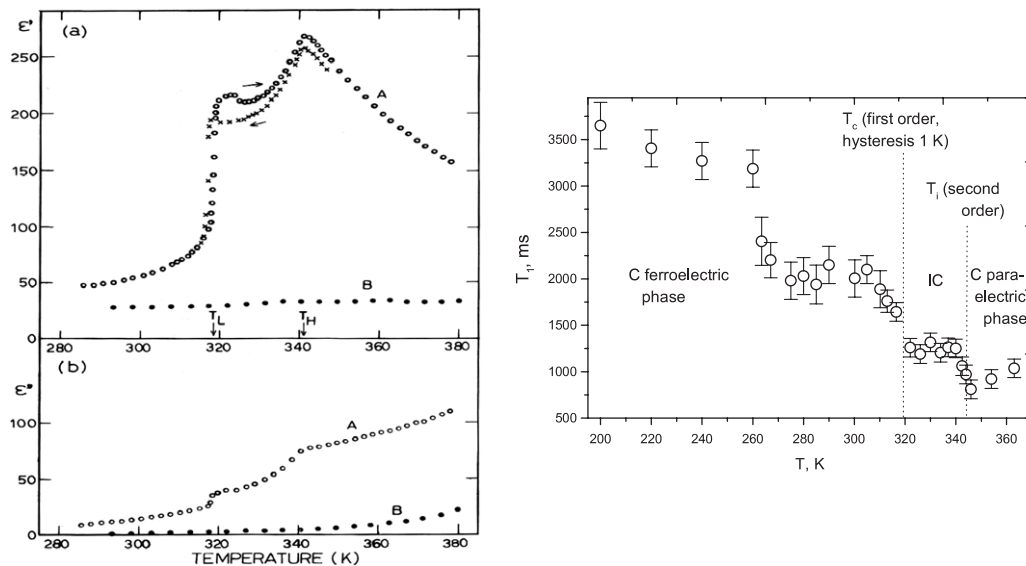 ε'
(a)
250
200
150
100
50
0
A
B
T_L
T_H
280
300
320
340
360
380
(b)
ε"
100
50
0
A
B
280
300
320
340
360
380
TEMPERATURE (K)
T_c (first order,
hysteresis 1 K)
T_i (second
order)
C ferroelectric
phase
IC
C para-
electric
phase
T_1, ms
3500
3000
2500
2000
1500
1000
500
200
220
240
260
280
300
320
340
360
T, K